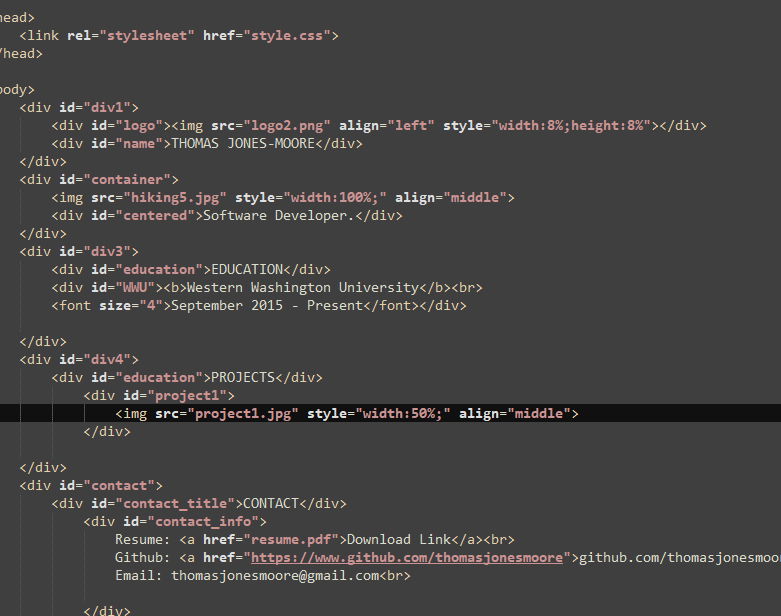 head>
<link rel="stylesheet" href="style.css">
/head>
body>
<div id="div1">
<div id="logo"><img src="logo2.png" align="left" style="width:8%;height:8%"></div>
<div id="name">THOMAS JONES-MOORE</div>
</div>
<div id="container">
<img src="hiking5.jpg" style="width:100%;" align="middle">
<div id="centered">Software Developer.</div>
</div>
<div id="div3">
<div id="education">EDUCATION</div>
<div id="WWU"><b>Western Washington University</b><br>
<font size="4">September 2015 - Present</font></div>
</div>
<div id="div4">
<div id="education">PROJECTS</div>
<div id="project1">
<img src="project1.jpg" style="width:50%;" align="middle">
</div>
</div>
<div id="contact">
<div id="contact_title">CONTACT</div>
<div id="contact_info">
Resume: <a href="resume.pdf">Download Link</a><br>
Github: <a href="https://www.github.com/thomasjonesmoore">github.com/thomasjonesmoo
Email: thomasjonesmoore@gmail.com<br>
</div>